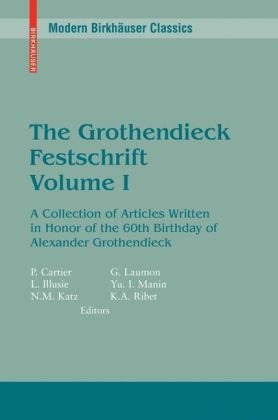 BIRKHÄUSER
Modern Birkhäuser Classics
The Grothendieck
Festschrift
Volume I
A Collection of Articles Written
in Honor of the 60th Birthday of
Alexander Grothendieck
P. Cartier G. Laumon
L. Illusie Yu. I. Manin
N.M. Katz K.A. Ribet
Editors